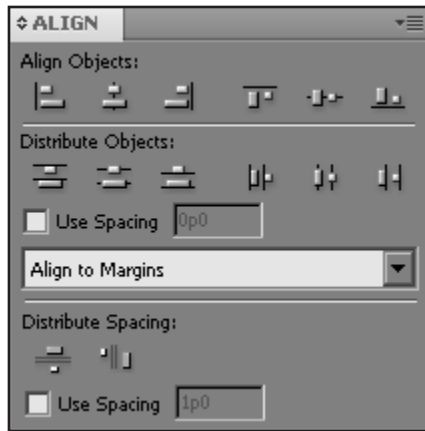 ALIGN
Align Objects:
Distribute Objects:
Use Spacing 0p0
Align to Margins
Distribute Spacing:
Use Spacing 1p0